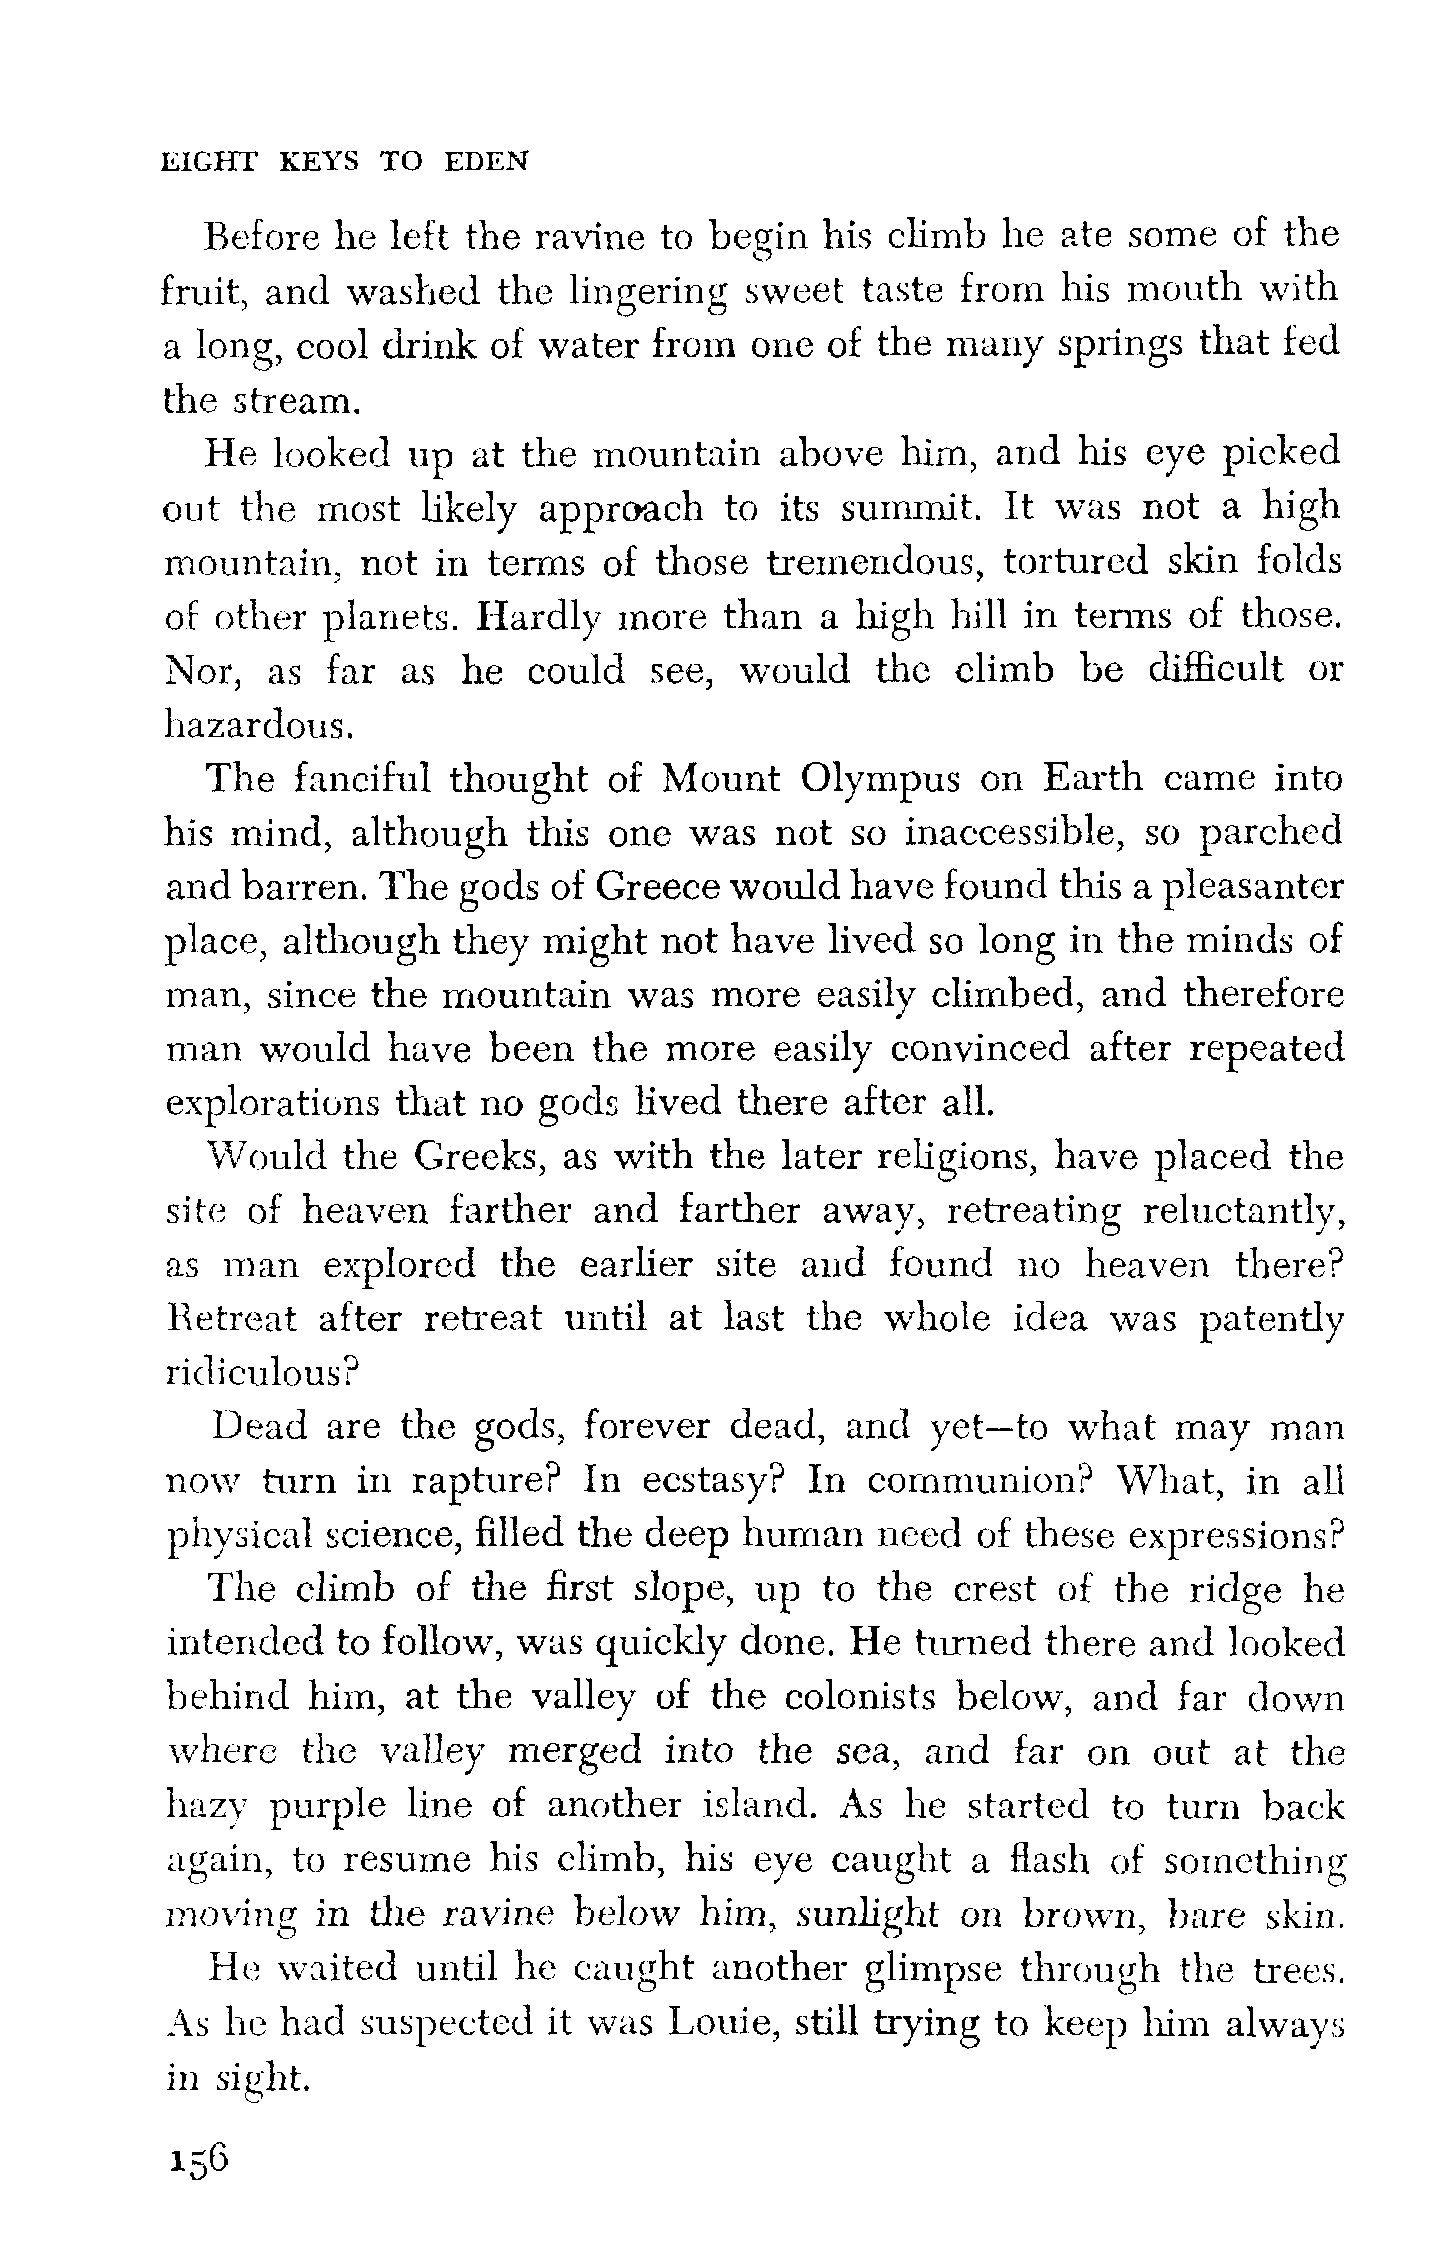 EIGHT KEYS TO EDEN
Before he left the ravine to begin his climb he ate some of the
fruit, and washed the lingering sweet taste from his mouth with
a long, cool drink of water from one of the many springs that fed
the stream.
He looked up at the mountain above him, and his eye picked
out the most likely approach to its summit. It was not a high
mountain, not in terms of those tremendous, tortured skin folds
of other planets. Hardly more than a high hill in terms of those.
Nor, as far as he could see, would the climb be difficult or
hazardous.
The fanciful thought of Mount Olympus on Earth came into
his mind, although this one was not so inaccessible, so parched
and barren. The gods of Greece would have found this a pleasanter
place, although they might not have lived so long in the minds of
man, since the mountain was more easily climbed, and therefore
man would have been the more easily convinced after repeated
explorations that no gods lived there after all.
Would the Greeks, as with the later religions, have placed the
site of heaven farther and farther away, retreating reluctantly,
as man explored the earlier site and found no heaven there?
Retreat after retreat until at last the whole idea was patently
ridiculous?
Dead are the gods, forever dead, and yet—to what may man
now turn in rapture? In ecstasy? In communion? What, in all
physical science, filled the deep human need of these expressions?
The climb of the first slope, up to the crest of the ridge he
intended to follow, was quickly done. He turned there and looked
behind him, at the valley of the colonists below, and far down
where the valley merged into the sea, and far on out at the
hazy purple line of another island. As he started to turn back
again, to resume his climb, his eye caught a flash of something
moving in the ravine below him, sunlight on brown, bare skin.
He waited until he caught another glimpse through the trees.
As he had suspected it was Louie, still trying to keep him always
in sight.
156